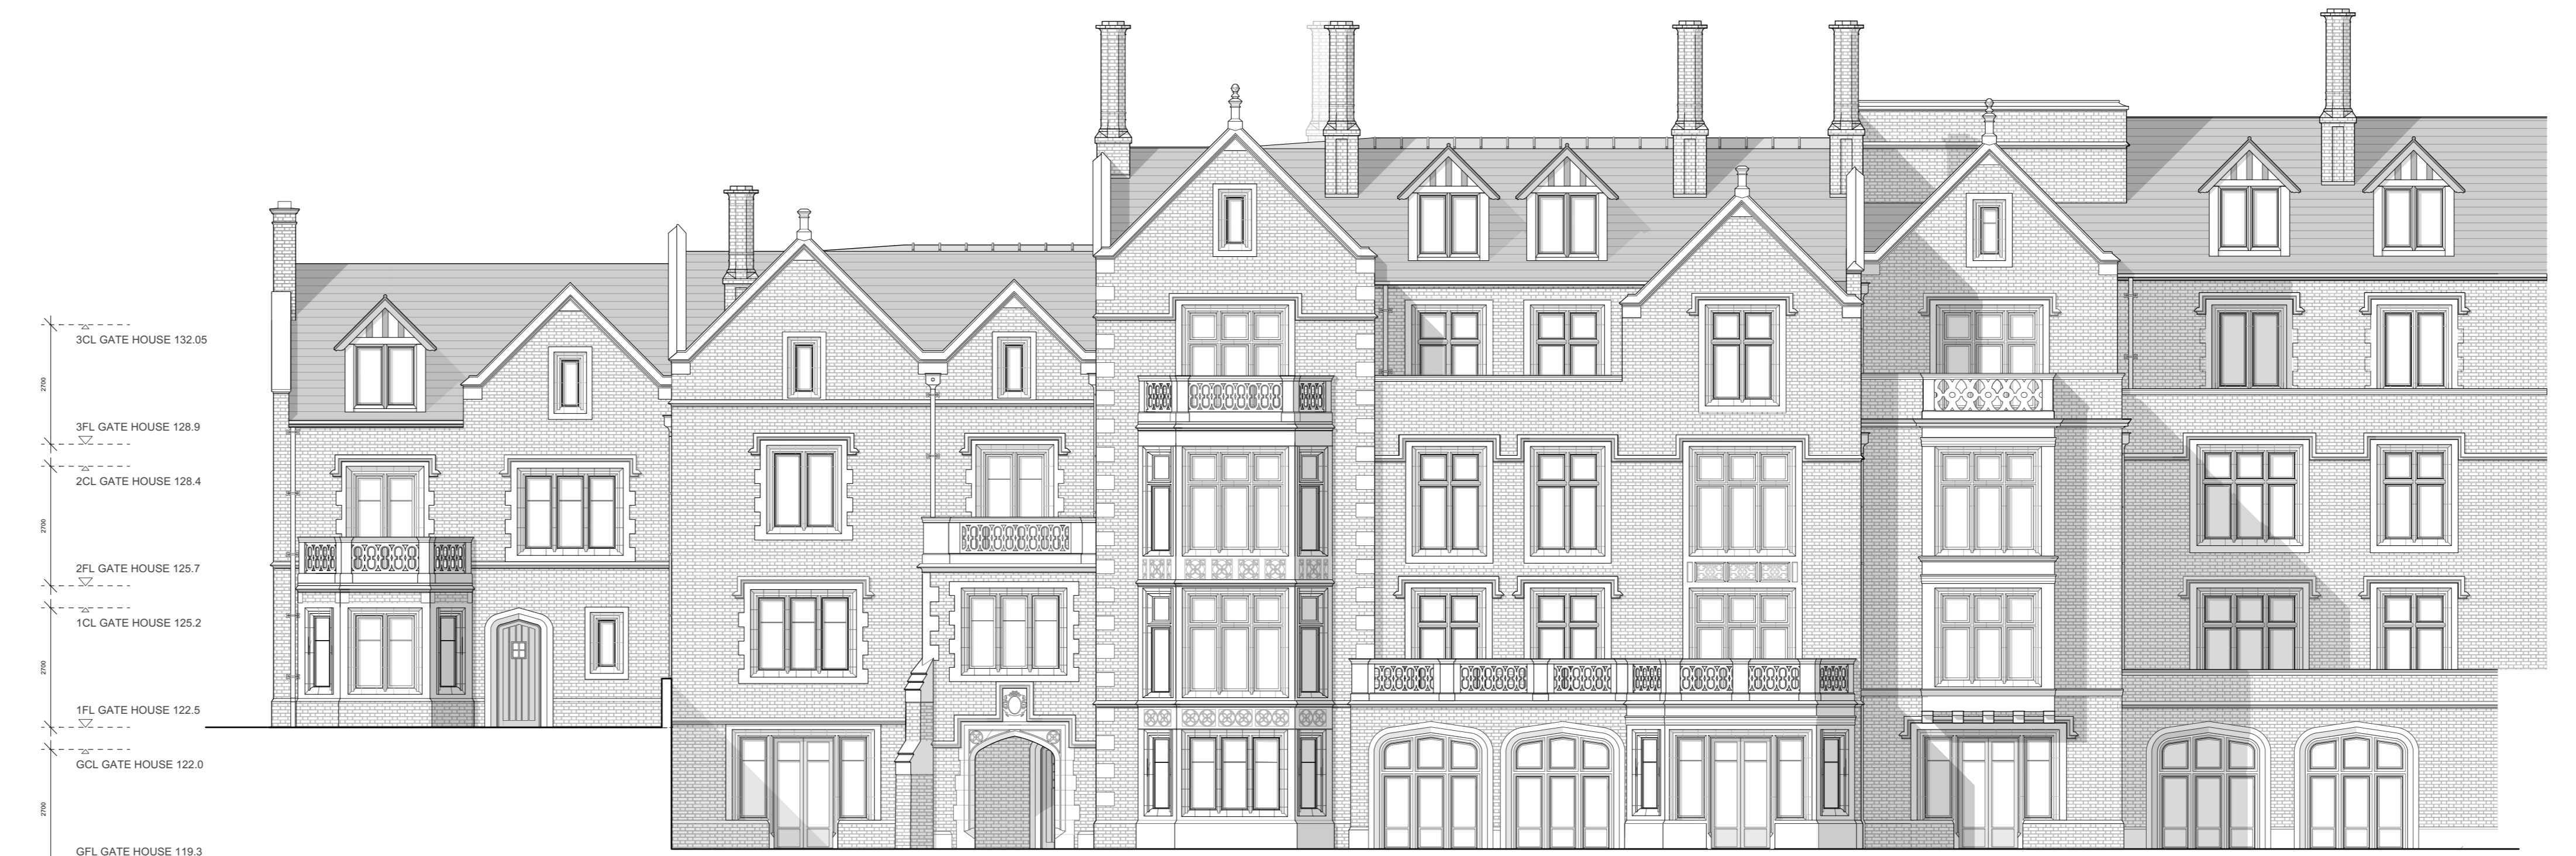 3CL GATE HOUSE 132.05
2700
3FL GATE HOUSE 128.9
2CL GATE HOUSE 128.4
2700
2FL GATE HOUSE 125.7
1CL GATE HOUSE 125.2
2700
1FL GATE HOUSE 122.5
GCL GATE HOUSE 122.0
2700
GFL GATE HOUSE 119.3